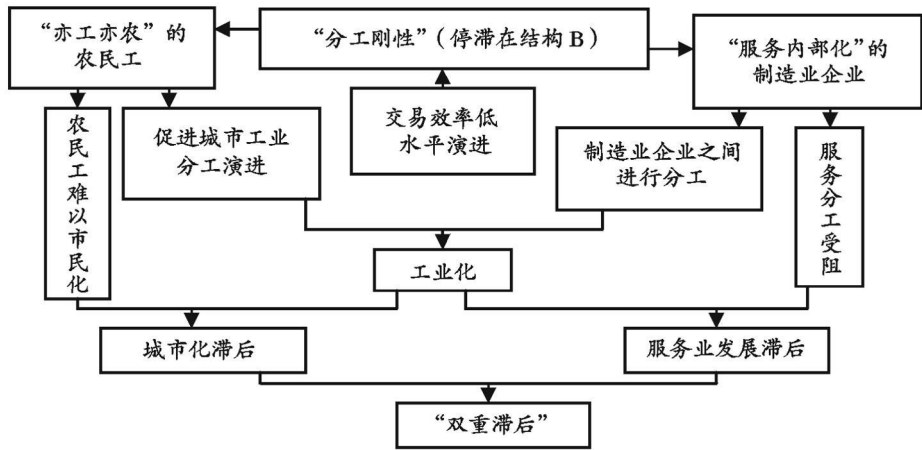 “亦工亦农”的
农民工
“分工刚性”（停滞在结构 B）
“服务内部化”的
制造业企业
农民工难以市民化
促进城市工业
分工演进
交易效率低
水平演进
制造业企业之间
进行分工
服务分工受阻
工业化
城市化滞后
服务业发展滞后
“双重滞后”